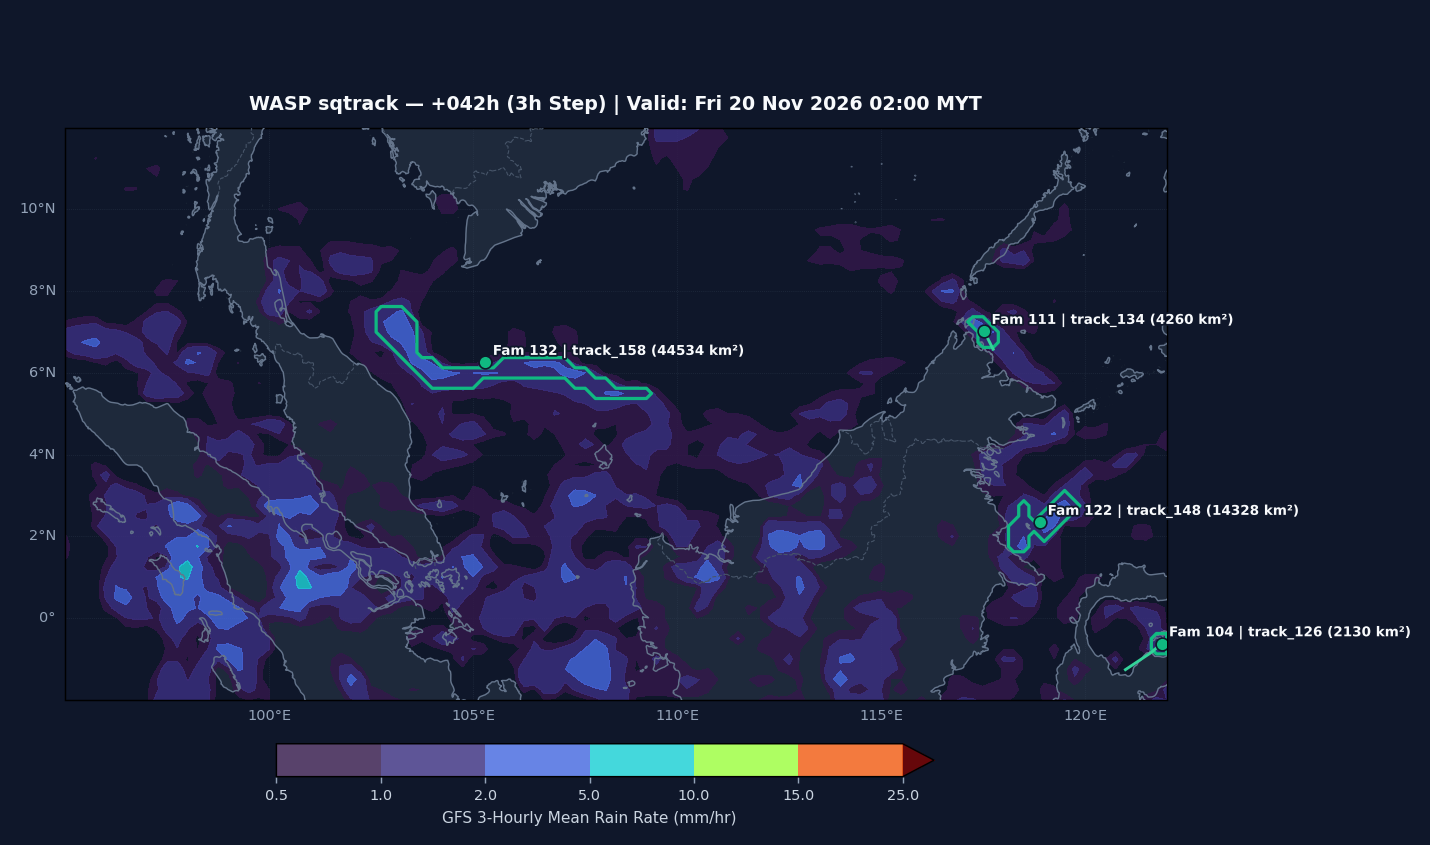 WASP sqtrack — +042h (3h Step) | Valid: Fri 20 Nov 2026 02:00 MYT
10°N
8°N
Fam 111 | track_134 (4260 km²)
Fam 132 | track_158 (44534 km²)
6°N
4°N
Fam 122 | track_148 (14328 km²)
2°N
0°
Fam 104 | track_126 (2130 km²)
100°E 105°E 110°E 115°E 120°E
0.5 1.0 2.0 5.0 10.0 15.0 25.0
GFS 3-Hourly Mean Rain Rate (mm/hr)